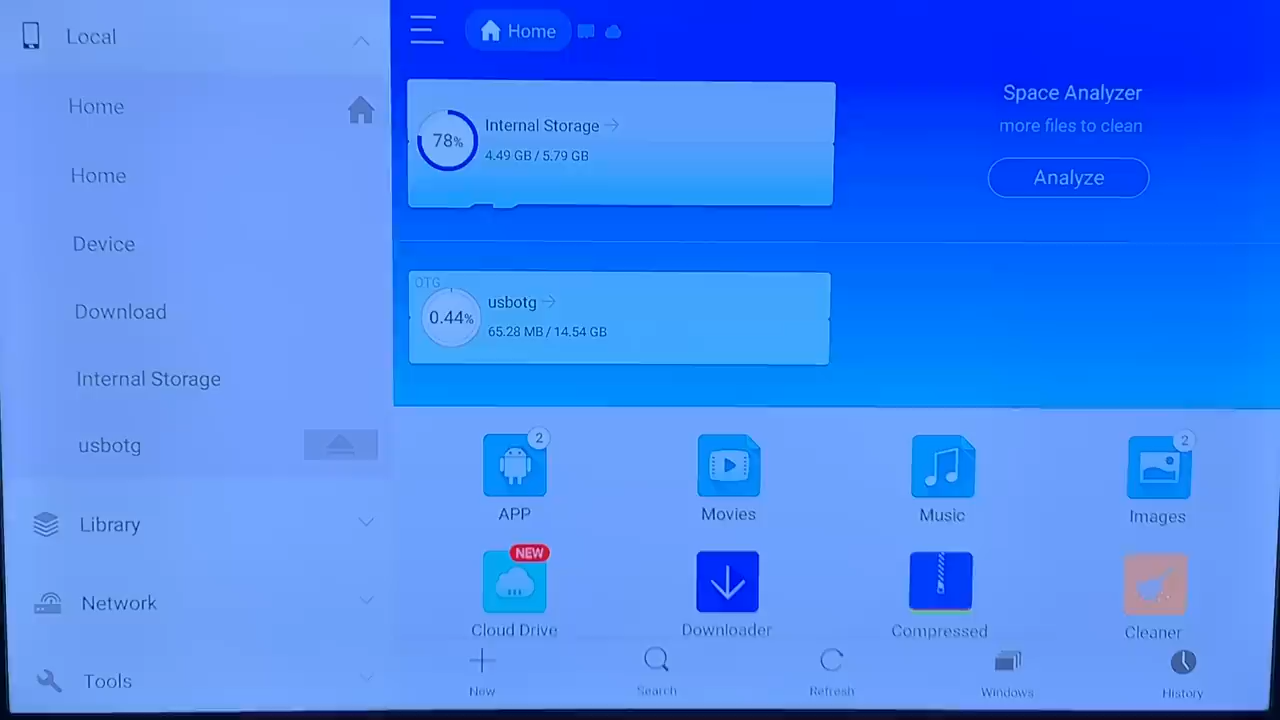 Local
Home
Home
Device
Download
Internal Storage
usbotg
Library
Network
Tools
Home
78%
Internal Storage
4.49 GB / 5.79 GB
Space Analyzer
more files to clean
Analyze
OTG
0.44%
usbotg
65.28 MB / 14.54 GB
2
APP
Movies
Music
2
Images
NEW
Cloud Drive
Downloader
Compressed
Cleaner
New
Search
Refresh
Windows
History